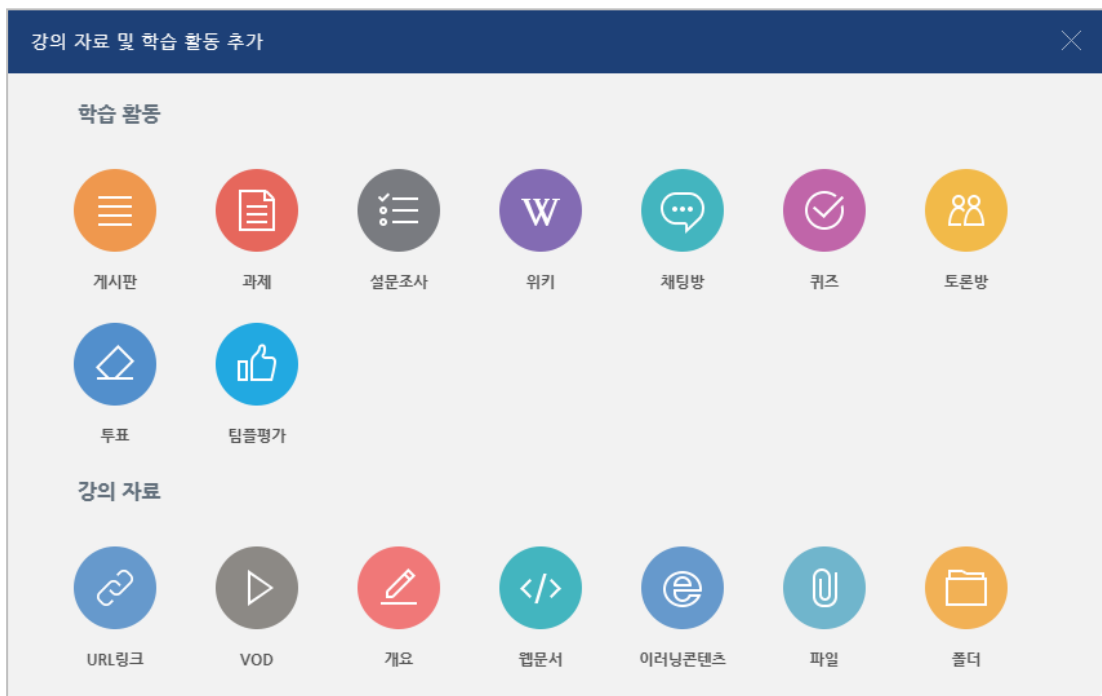 강의 자료 및 학습 활동 추가
학습 활동
게시판 과제 설문조사 위키 채팅방 퀴즈 토론방
투표 팀플평가
강의 자료
URL링크 VOD 개요 웹문서 이러닝콘텐츠 파일 폴더